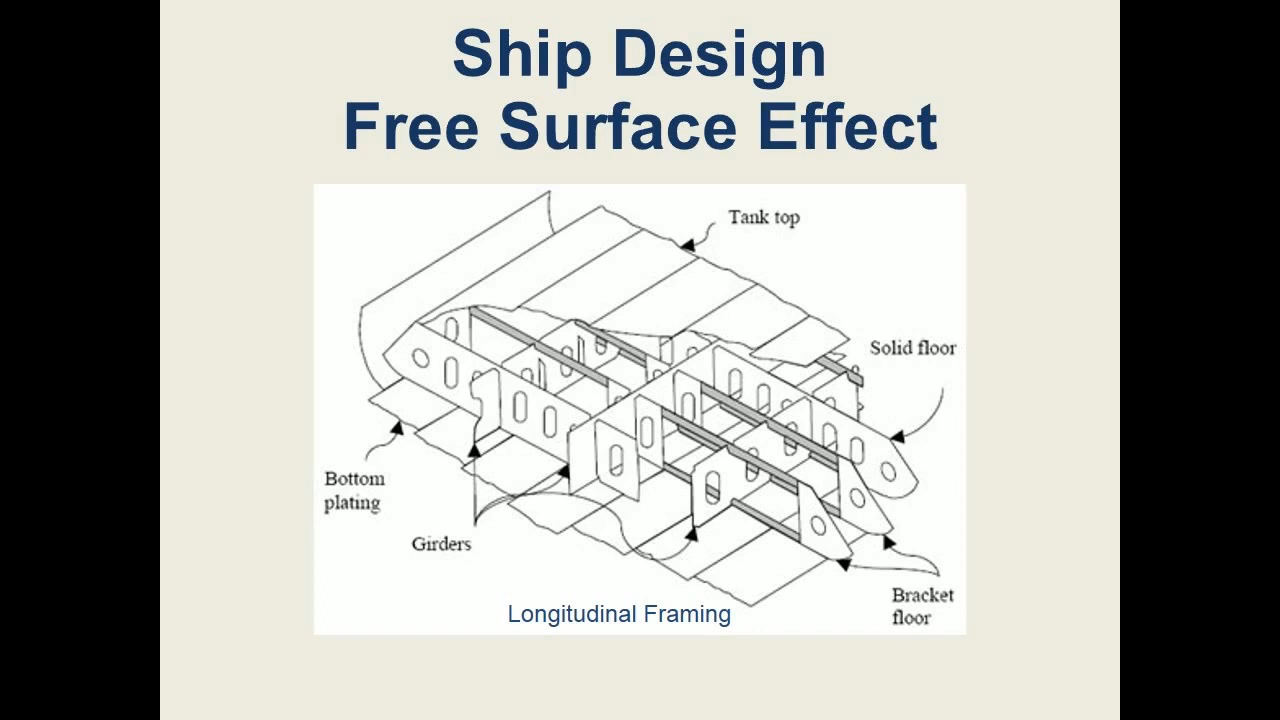 Ship Design
Free Surface Effect
Tank top
Solid floor
Bottom
plating
Girders
Bracket
floor
Longitudinal Framing